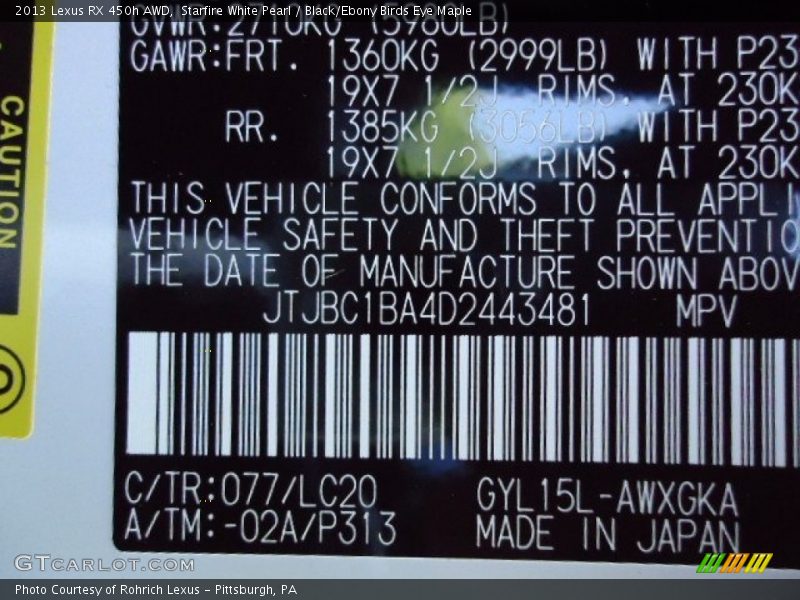 2013 Lexus RX 450h AWD, Starfire White Pearl / Black/Ebony Birds Eye Maple
GVWR:2710KG (5980LB)
GAWR:FRT. 1360KG (2999LB) WITH P23
19X7 1/2J RIMS, AT 230K
RR. 1385KG (3056LB) WITH P23
19X7 1/2J RIMS, AT 230K
THIS VEHICLE CONFORMS TO ALL APPLI
VEHICLE SAFETY AND THEFT PREVENTIO
THE DATE OF MANUFACTURE SHOWN ABOV
JTJBC1BA4D2443481 MPV
C/TR:077/LC20 GYL15L-AWXGKA
A/TM:-02A/P313 MADE IN JAPAN
CAUTION
GTcarlot.com
Photo Courtesy of Rohrich Lexus - Pittsburgh, PA